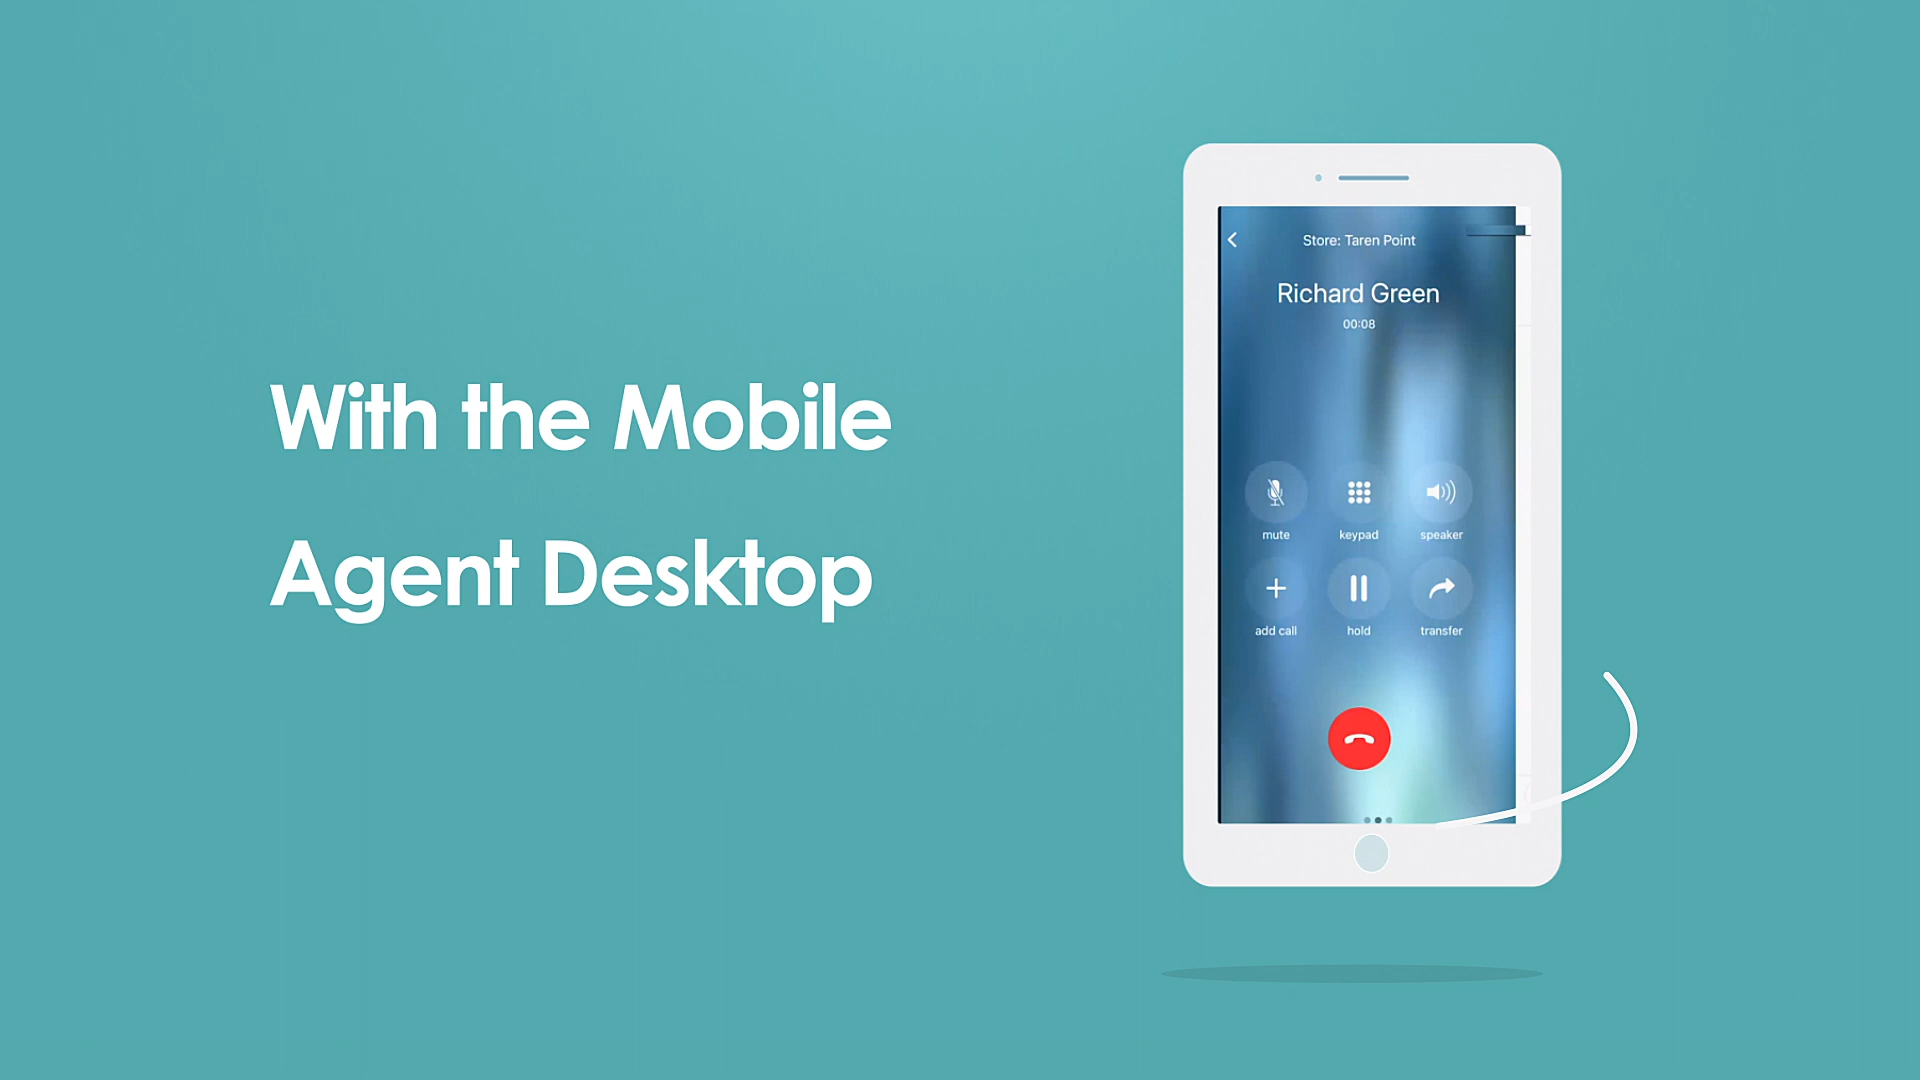 With the Mobile
Agent Desktop
Store: Taren Point
Richard Green
00:08
mute keypad speaker
add call hold transfer